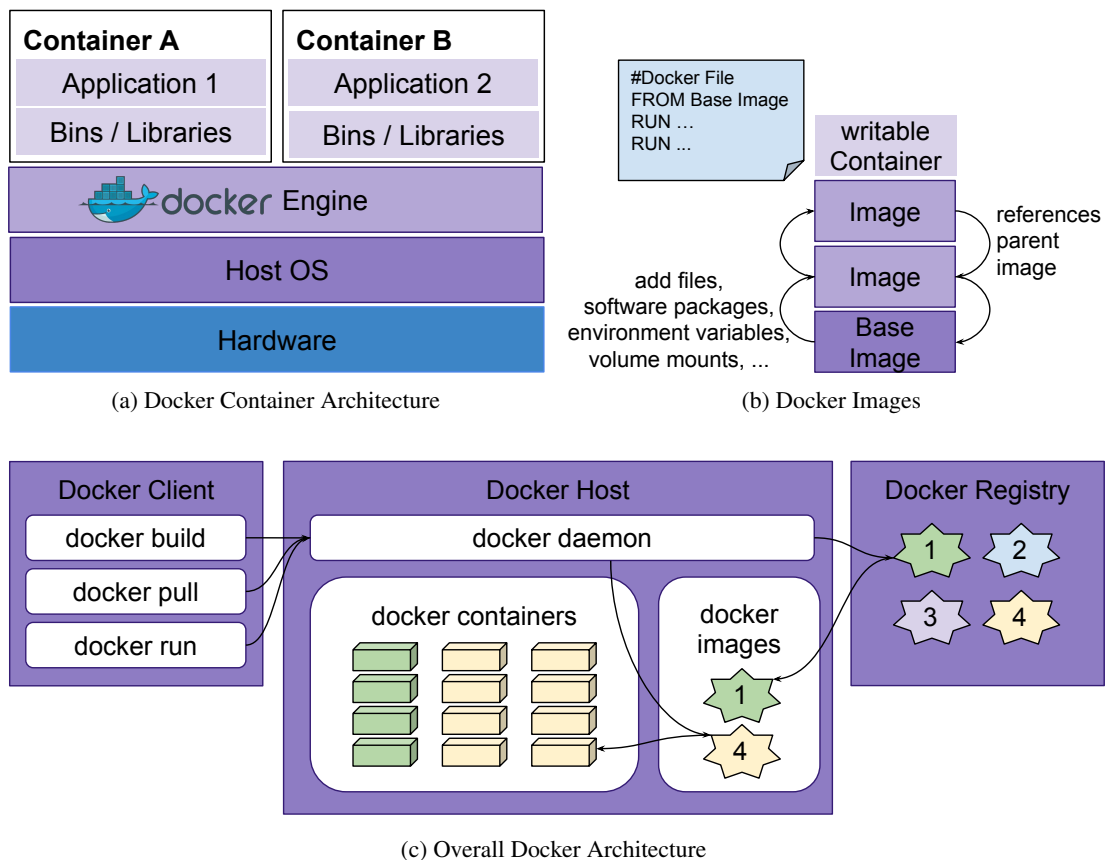 Container A
Application 1
Bins / Libraries
Container B
Application 2
Bins / Libraries
docker Engine
Host OS
Hardware
(a) Docker Container Architecture
#Docker File
FROM Base Image
RUN …
RUN ...
writable
Container
Image
Image
Base
Image
references
parent
image
add files,
software packages,
environment variables,
volume mounts, ...
(b) Docker Images
Docker Client
docker build
docker pull
docker run
Docker Host
docker daemon
docker containers
docker
images
1
4
Docker Registry
1
2
3
4
(c) Overall Docker Architecture